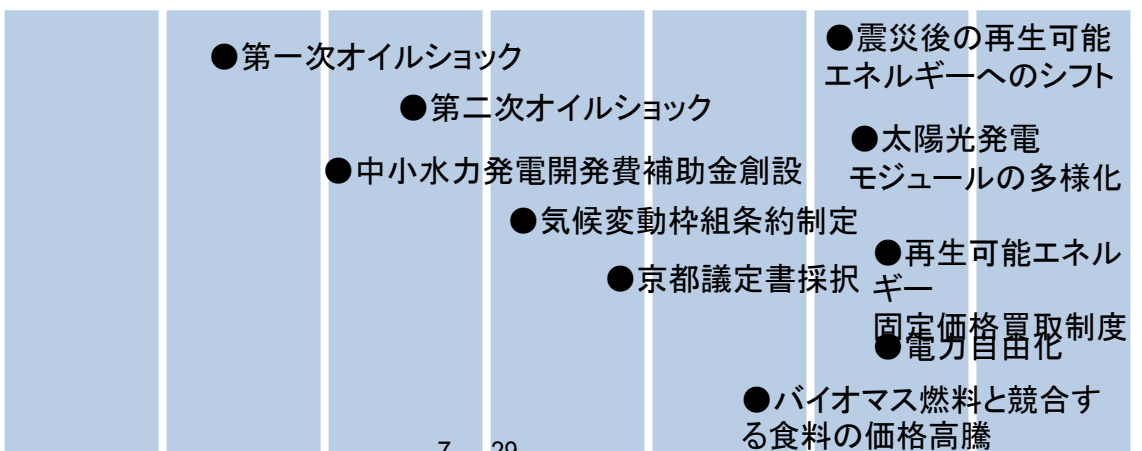 ●第一次オイルショック
●第二次オイルショック
●中小水力発電開発費補助金創設
●気候変動枠組条約制定
●京都議定書採択
●震災後の再生可能
エネルギーへのシフト
●太陽光発電
モジュールの多様化
●再生可能エネル
ギー
固定価格買取制度
●電力自由化
●バイオマス燃料と競合す
る食料の価格高騰
7 29